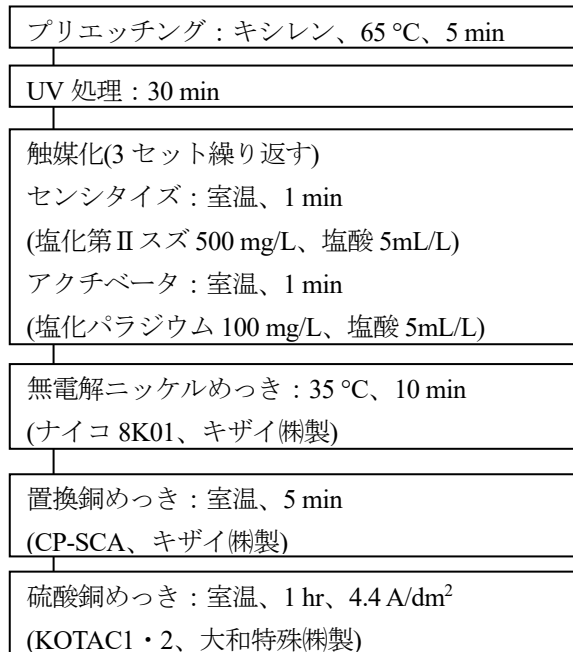 プリエッチング：キシレン、65 °C、5 min
UV 処理：30 min
触媒化(3 セット繰り返す)
センシタイズ：室温、1 min
(塩化第Ⅱスズ 500 mg/L、塩酸 5mL/L)
アクチベータ：室温、1 min
(塩化パラジウム 100 mg/L、塩酸 5mL/L)
無電解ニッケルめっき：35 °C、10 min
(ナイコ 8K01、キザイ㈱製)
置換銅めっき：室温、5 min
(CP-SCA、キザイ㈱製)
硫酸銅めっき：室温、1 hr、4.4 A/dm²
(KOTAC1・2、大和特殊㈱製)